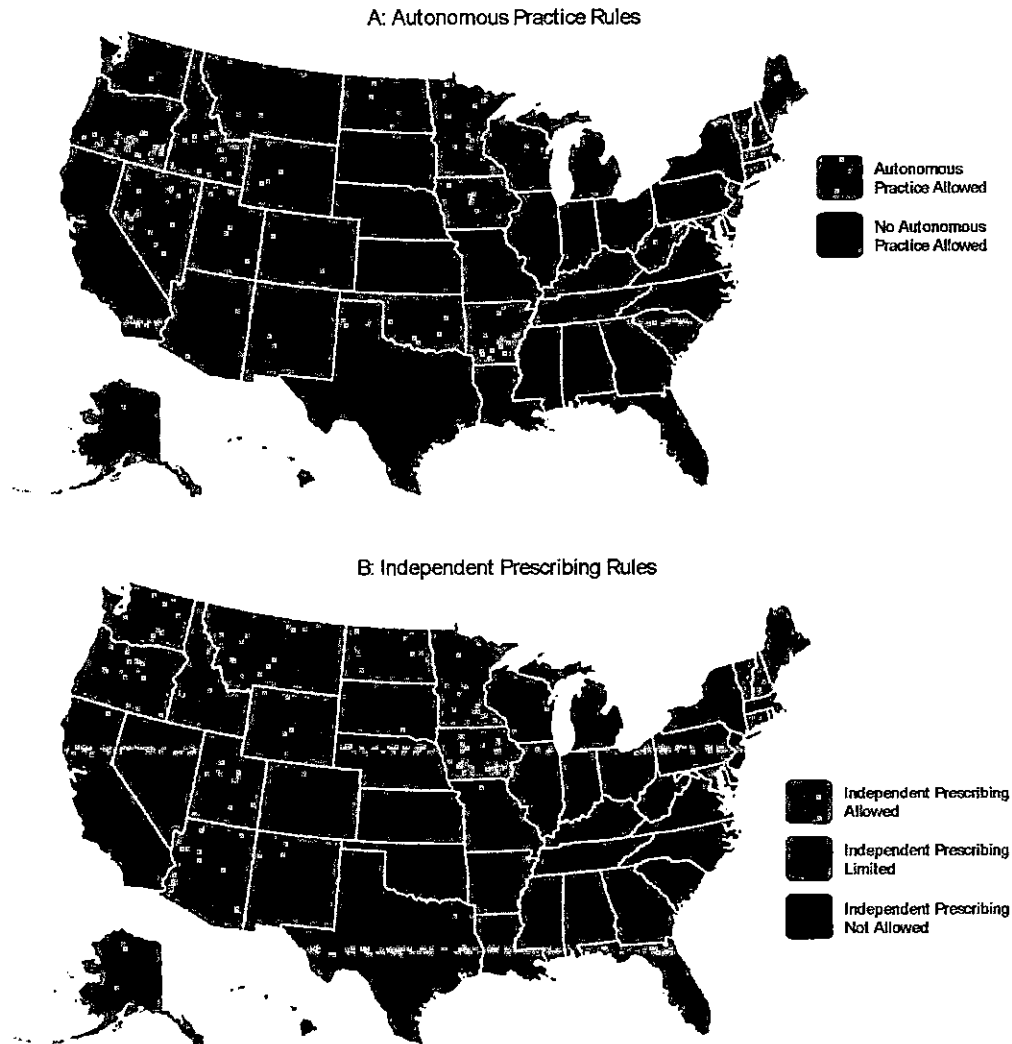 A: Autonomous Practice Rules
Autonomous
Practice Allowed
No Autonomous
Practice Allowed
B: Independent Prescribing Rules
Independent Prescribing
Allowed
Independent Prescribing
Limited
Independent Prescribing
Not Allowed